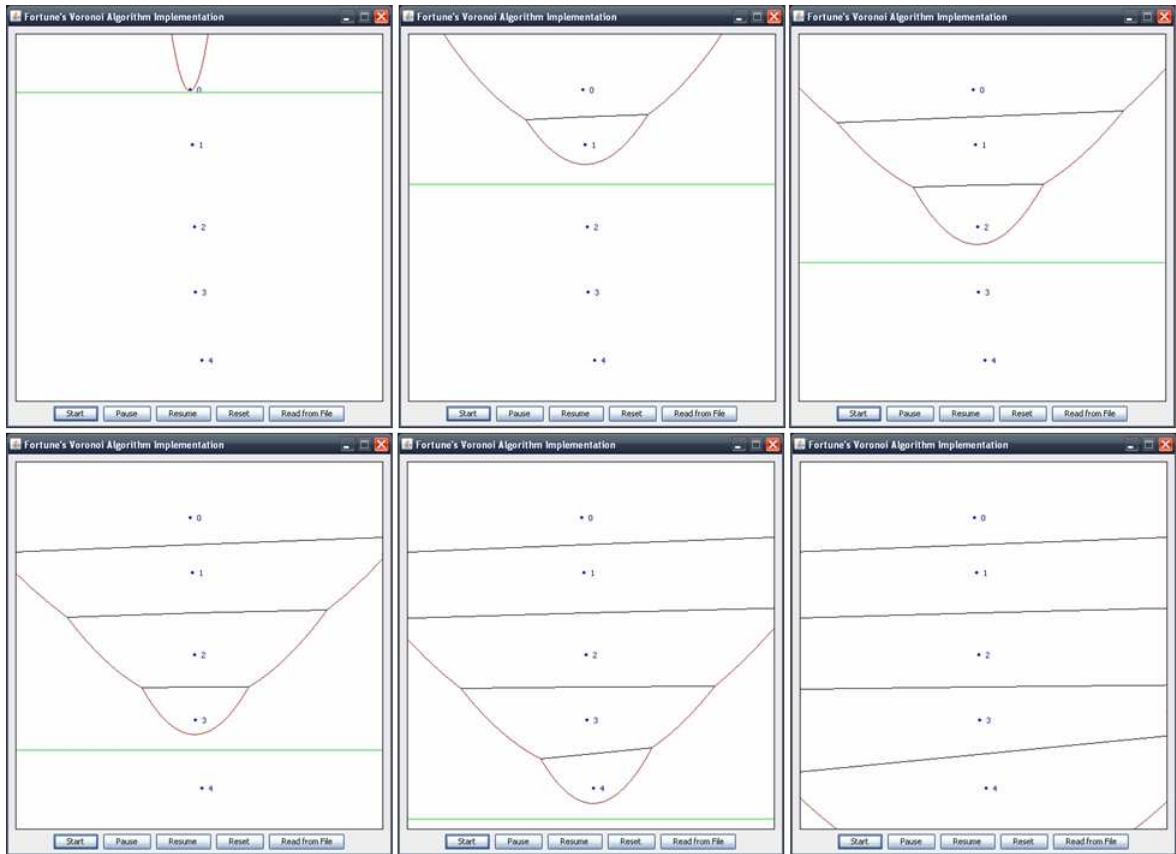 Fortune's Voronoi Algorithm Implementation
0
1
2
3
4
Start Pause Resume Reset Read from File
Fortune's Voronoi Algorithm Implementation
0
1
2
3
4
Start Pause Resume Reset Read from File
Fortune's Voronoi Algorithm Implementation
0
1
2
3
4
Start Pause Resume Reset Read from File
Fortune's Voronoi Algorithm Implementation
0
1
2
3
4
Start Pause Resume Reset Read from File
Fortune's Voronoi Algorithm Implementation
0
1
2
3
4
Start Pause Resume Reset Read from File
Fortune's Voronoi Algorithm Implementation
0
1
2
3
4
Start Pause Resume Reset Read from File